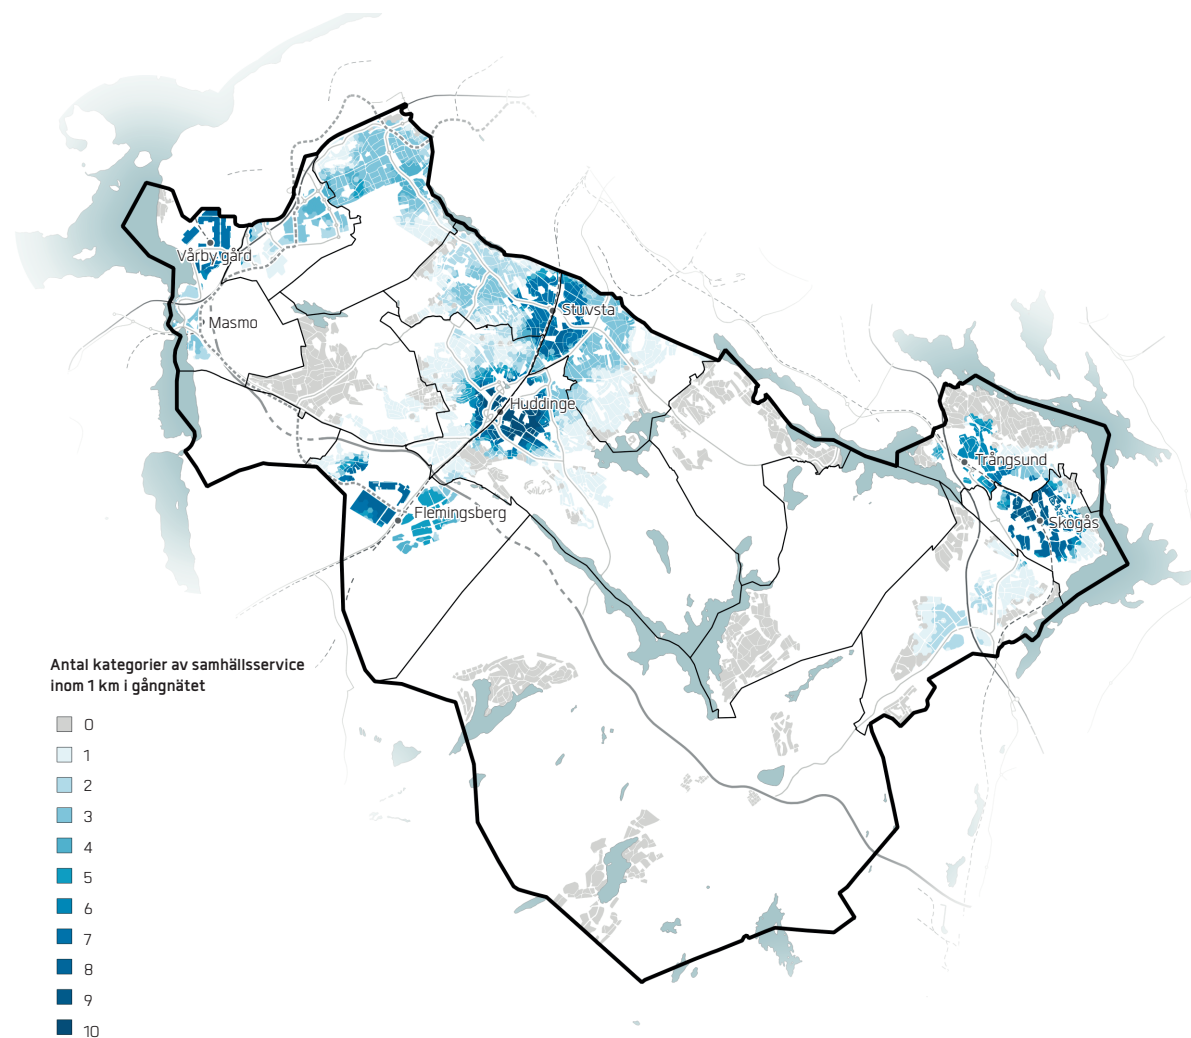 Vårby gård
Masmo
Stuvsta
Huddinge
Flemingsberg
Trångsund
Skogås
Antal kategorier av samhällsservice
inom 1 km i gångnätet
0
1
2
3
4
5
6
7
8
9
10